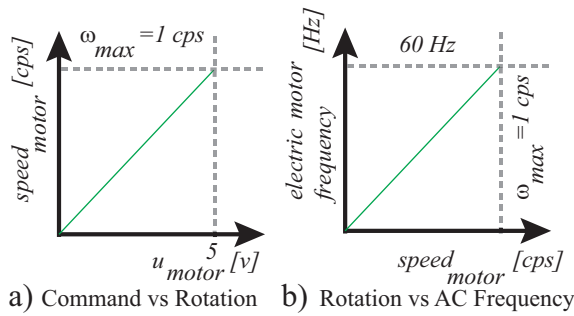 ω max =1 cps
speed motor [cps]
5
u motor [v]
a) Command vs Rotation
60 Hz
electric motor frequency [Hz]
ω max =1 cps
speed motor [cps]
b) Rotation vs AC Frequency